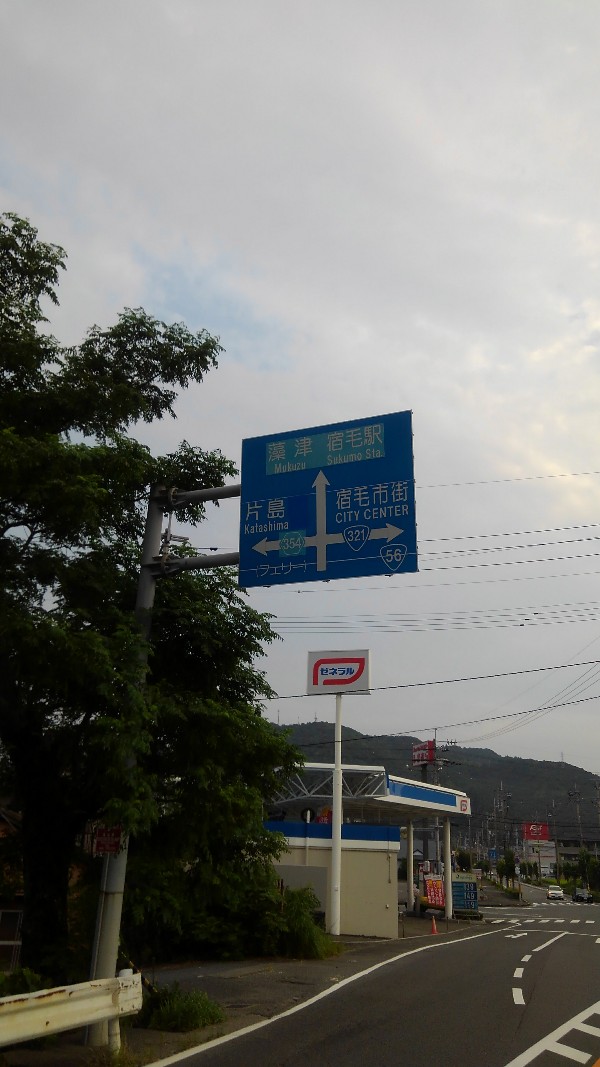 藻津 宿毛駅
Mukuzu Sukumo Sta.
片島
Katashima
宿毛市街
CITY CENTER
354
321
56
(フェリー)
ゼネラル